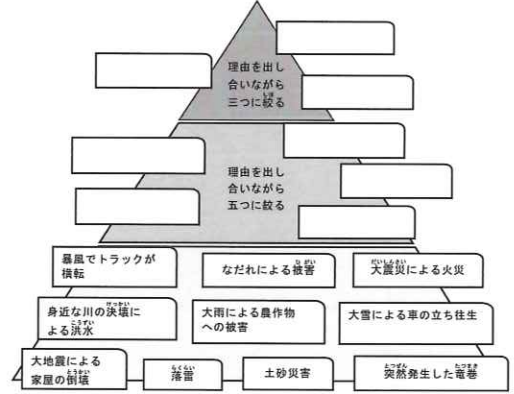 理由を出し
合いながら
三つに絞る
理由を出し
合いながら
五つに絞る
暴風でトラックが
横転
なだれによる被害
大震災による火災
身近な川の決壊に
よる洪水
大雨による農作物
への被害
大雪による車の立ち往生
大地震による
家屋の倒壊
落雷
土砂災害
突然発生した竜巻